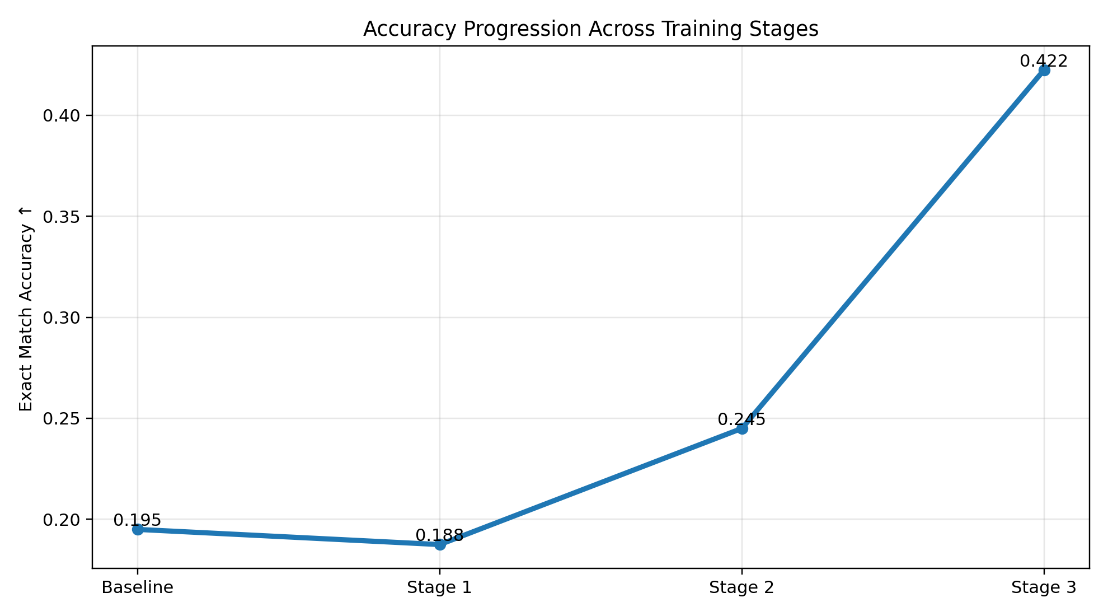 Accuracy Progression Across Training Stages
Exact Match Accuracy ↑
0.40
0.35
0.30
0.25
0.20
0.195
0.188
0.245
0.422
Baseline
Stage 1
Stage 2
Stage 3